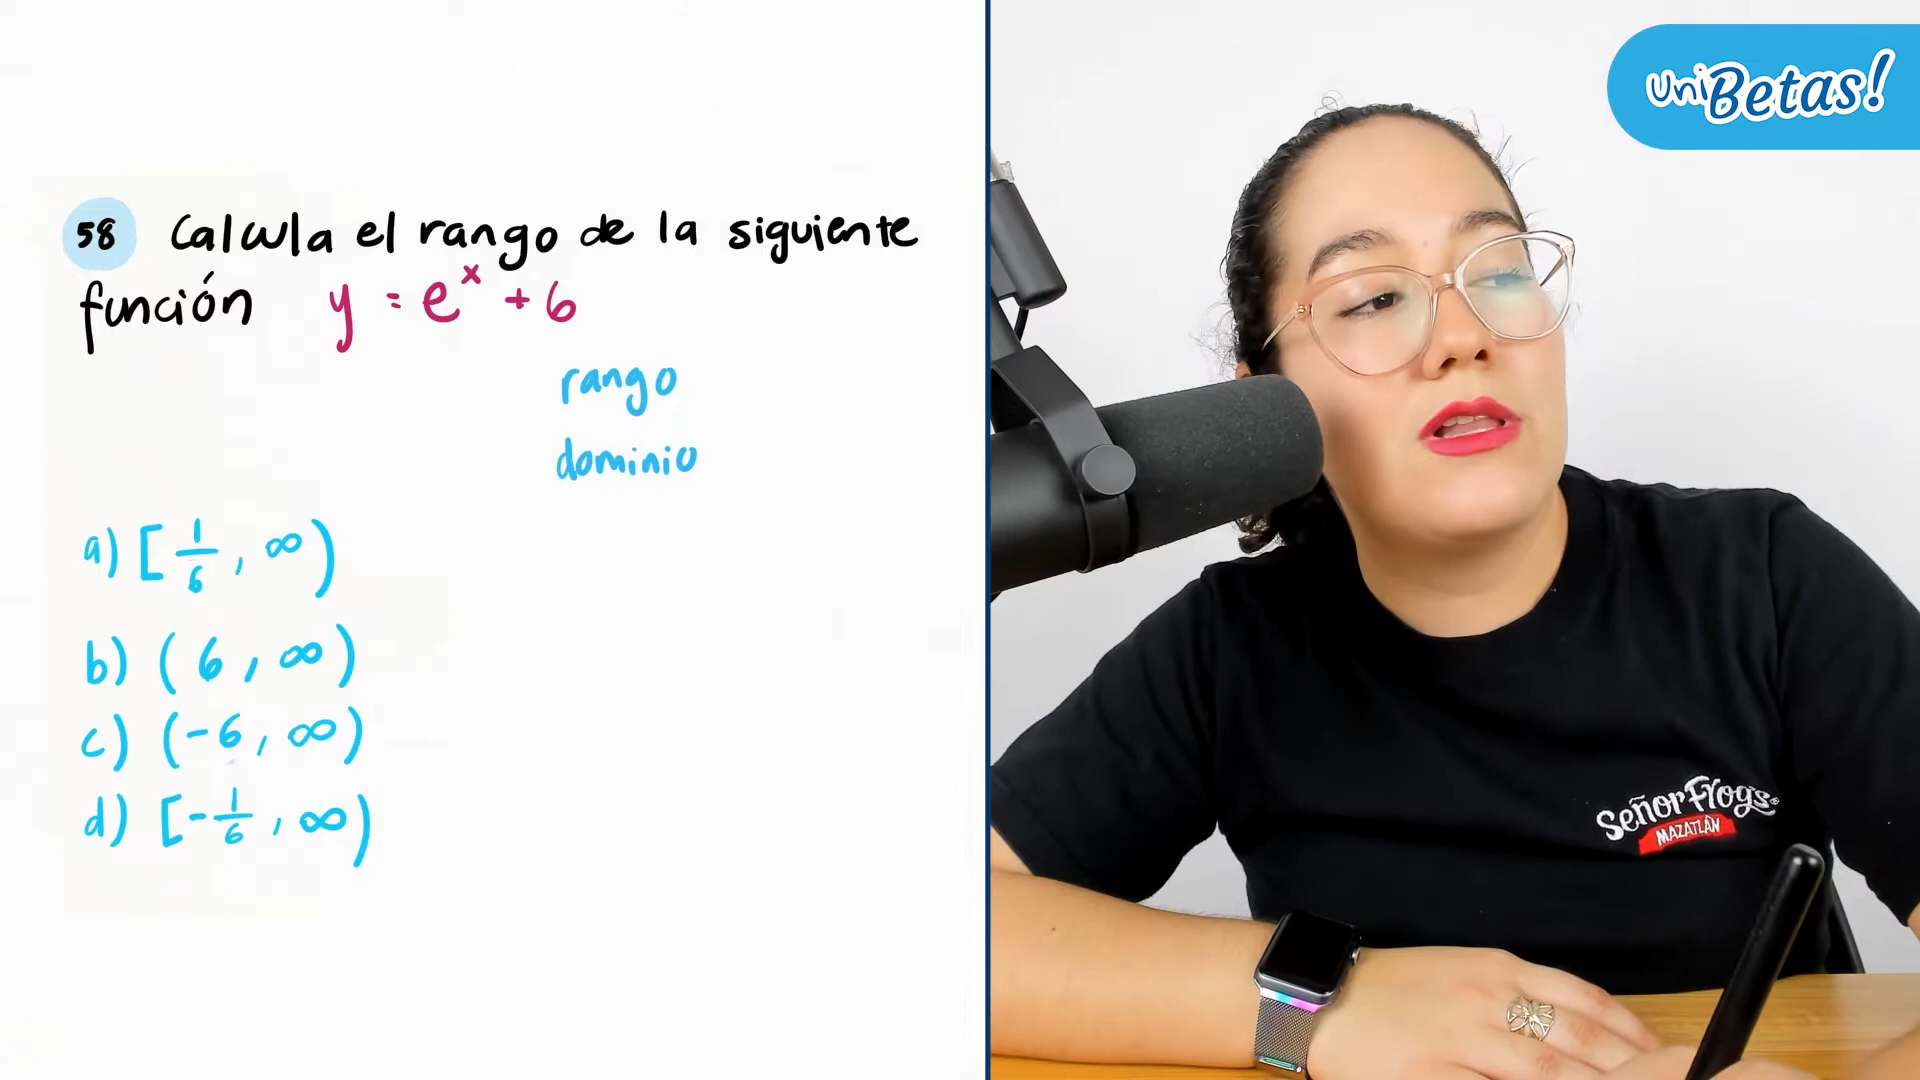 58 Calcula el rango de la siguiente
función y = e^x + 6
rango
dominio
a) [1/6, ∞)
b) (6, ∞)
c) (-6, ∞)
d) [-1/6, ∞)
uniBetas!
Señor Frogs®
MAZATLÁN